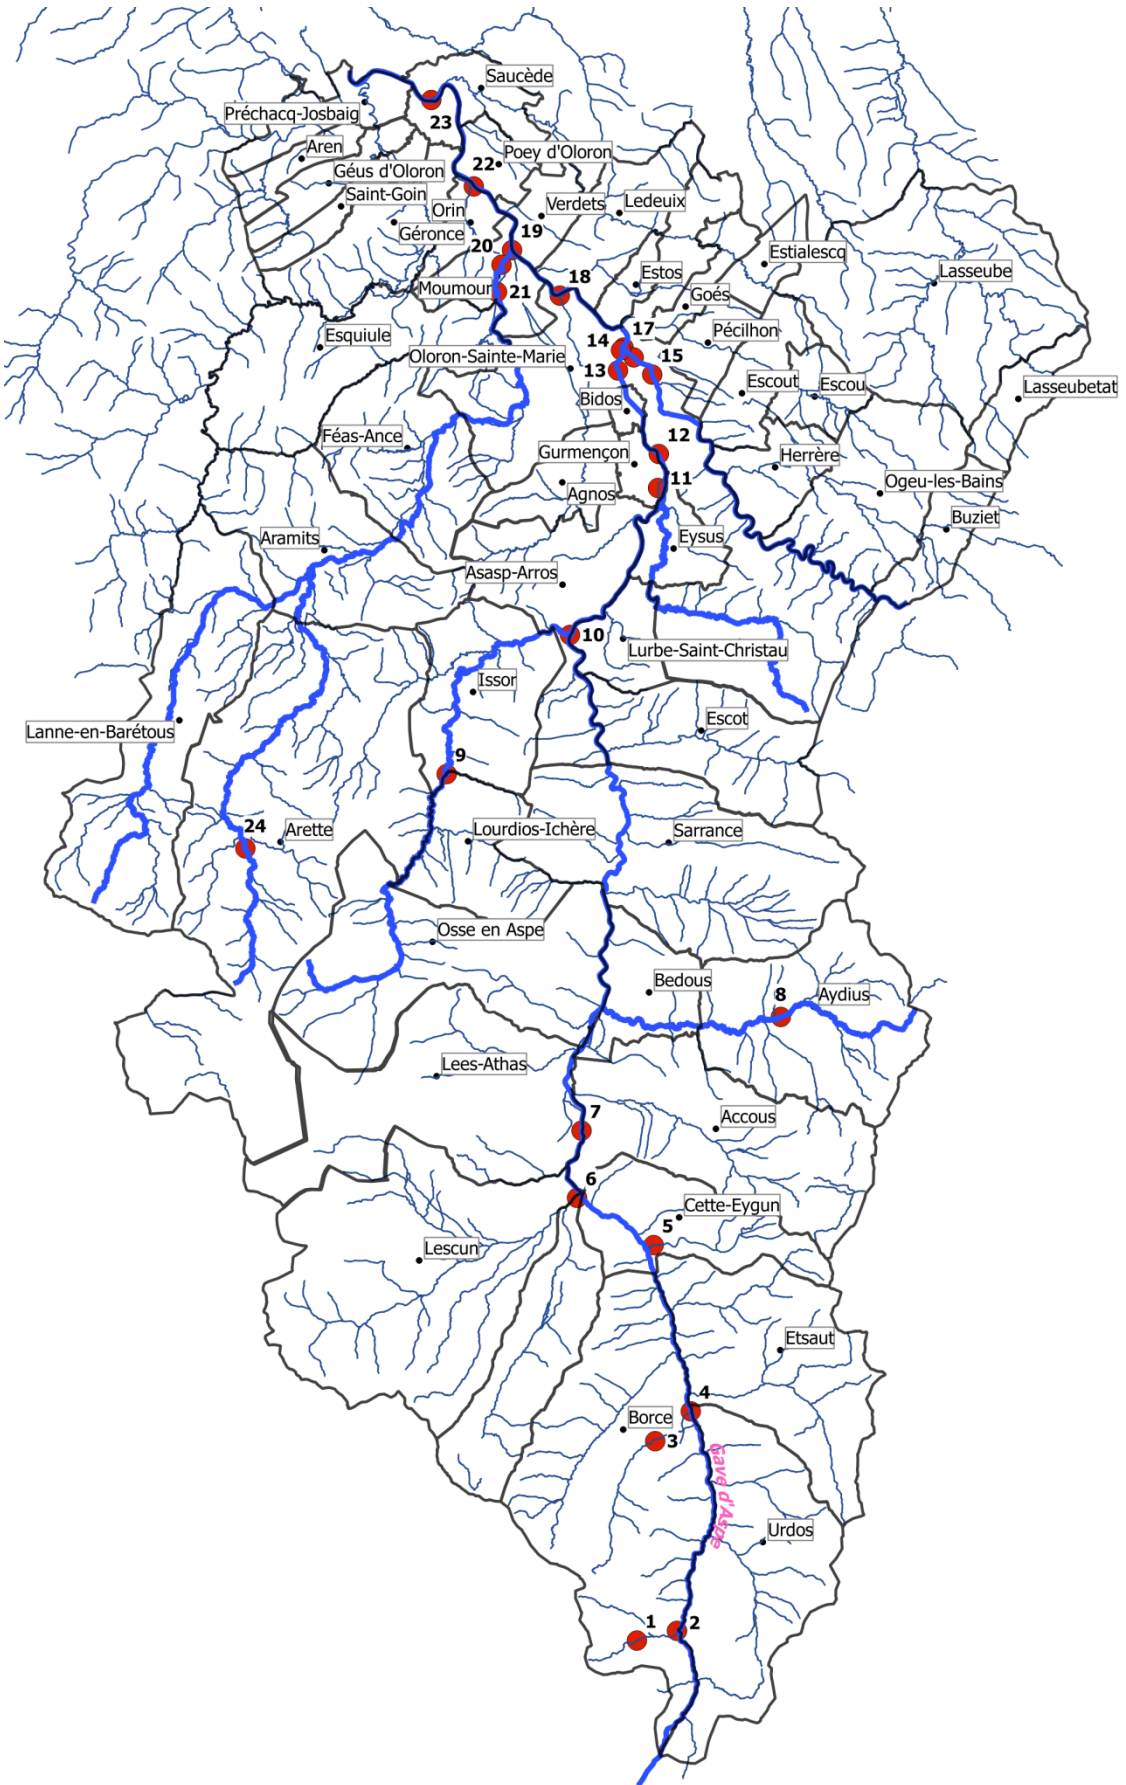 Saucède
Préchacq-Josbaig
23
Aren
22
Poey d'Oloron
Géus d'Oloron
Saint-Goin
Orin
Verdets
Ledeuix
Géronce
19
20
Estialescq
18
Estos
Lasseube
Moumour
21
Goés
17
Pécilhon
Esquiule
14
Oloron-Sainte-Marie
15
13
Escout
Escou
Lasseubetat
Bidos
Féas-Ance
12
Gurmençon
Herrère
11
Ogeu-les-Bains
Agnos
Buziet
Aramits
Eysus
Asasp-Arros
10
Lurbe-Saint-Christau
Issor
Lanne-en-Barétous
Escot
9
24
Arette
Lourdios-Ichère
Sarrance
Osse en Aspe
Bedous
8
Aydius
Lees-Athas
7
Accous
6
Cette-Eygun
5
Lescun
Etsaut
4
Borce
3
Gave d'Aspe
Urdos
1
2